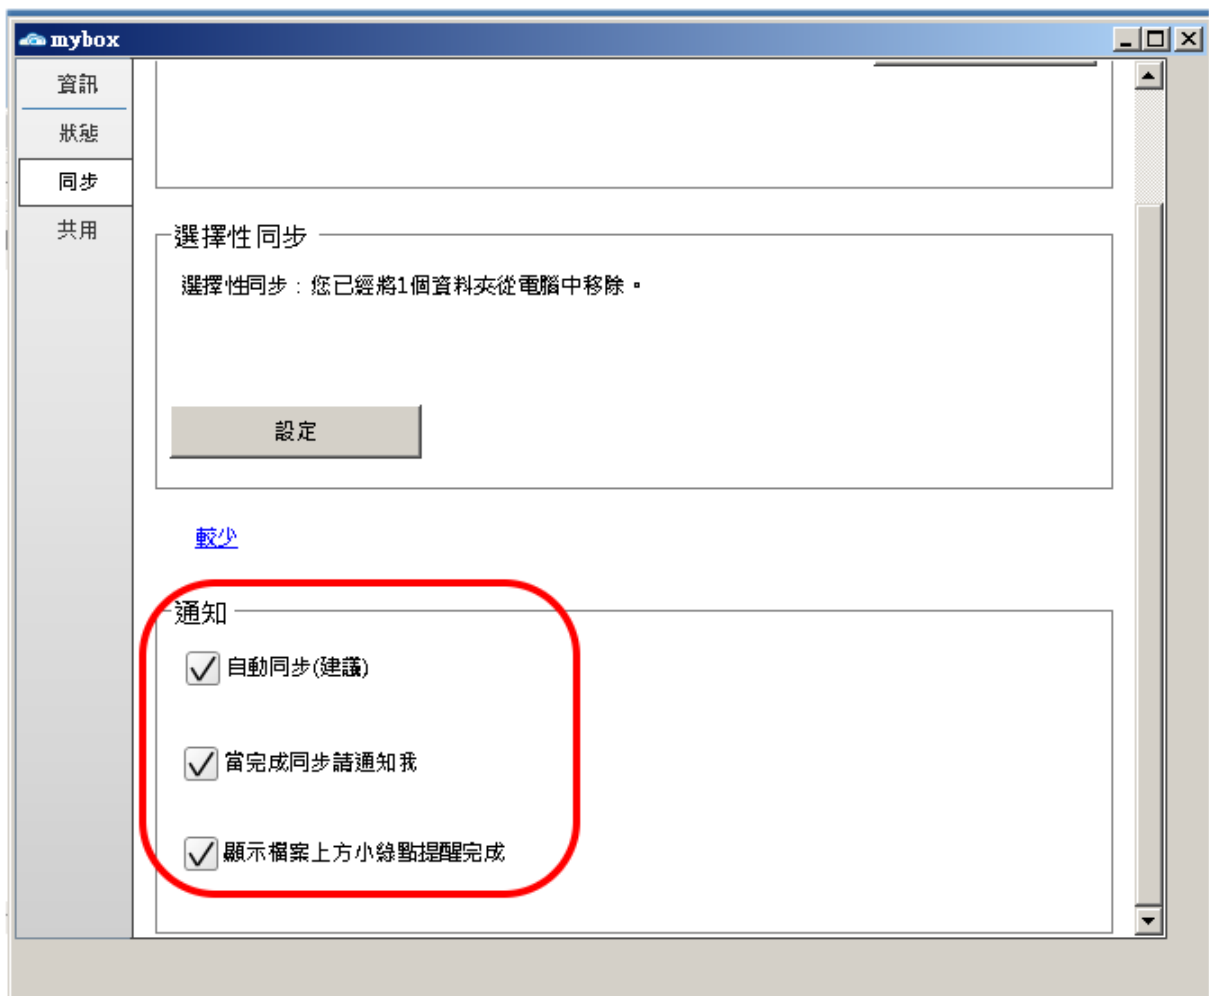 mybox
資訊
狀態
同步
共用
選擇性同步
選擇性同步：您已經將1個資料夾從電腦中移除。
設定
較少
通知
自動同步(建議)
當完成同步請通知我
顯示檔案上方小綠點提醒完成